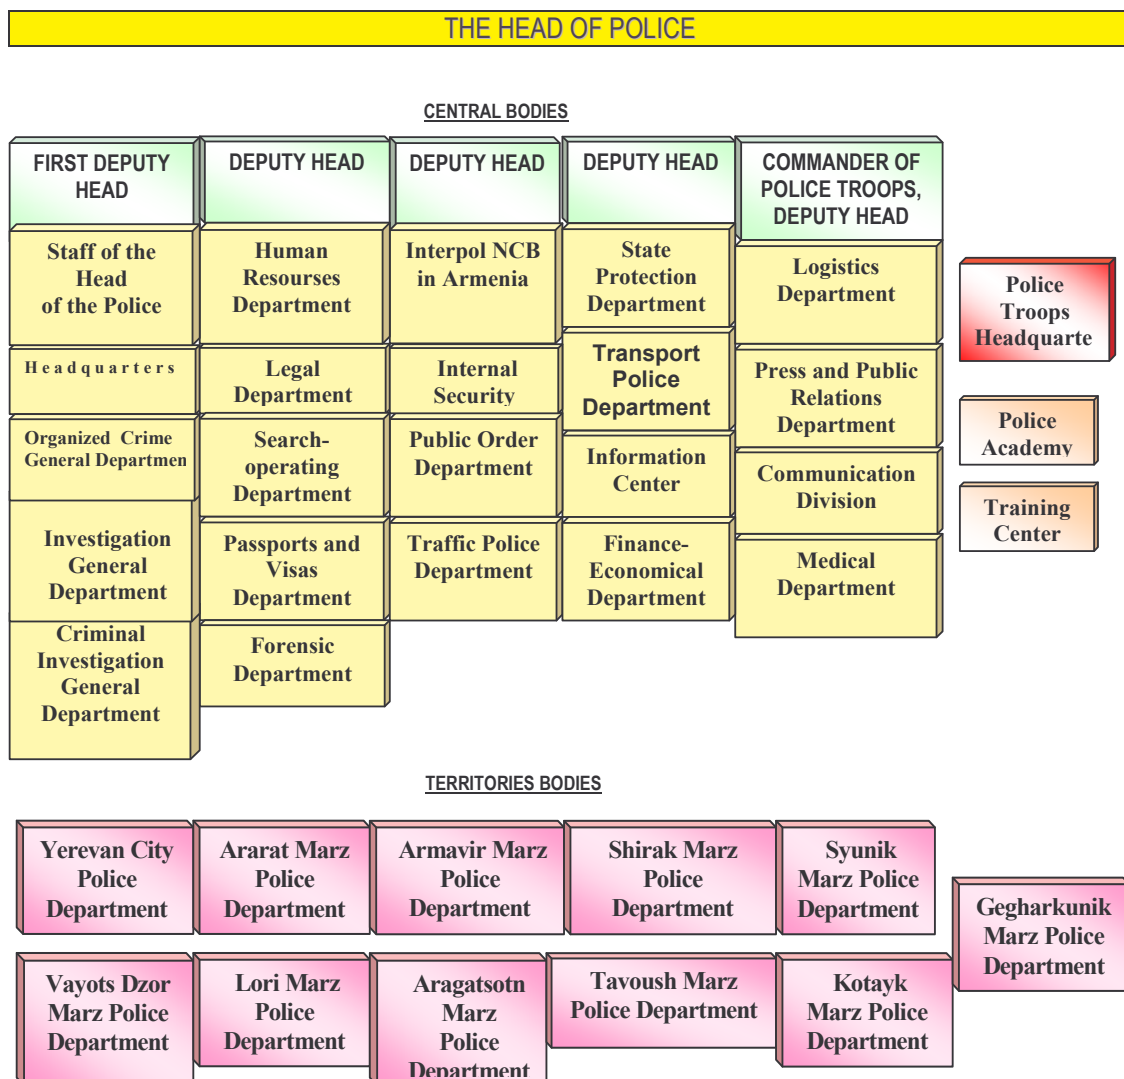 THE HEAD OF POLICE
CENTRAL BODIES
FIRST DEPUTY
HEAD
Staff of the
Head
of the Police
Headquarters
Organized Crime
General Departmen
Investigation
General
Department
Criminal
Investigation
General
Department
DEPUTY HEAD
Human
Resourses
Department
Legal
Department
Search-
operating
Department
Passports and
Visas
Department
Forensic
Department
DEPUTY HEAD
Interpol NCB
in Armenia
Internal
Security
Public Order
Department
Traffic Police
Department
DEPUTY HEAD
State
Protection
Department
Transport
Police
Department
Information
Center
Finance-
Economical
Department
COMMANDER OF
POLICE TROOPS,
DEPUTY HEAD
Logistics
Department
Press and Public
Relations
Department
Communication
Division
Medical
Department
Police
Troops
Headquarte
Police
Academy
Training
Center
TERRITORIES BODIES
Yerevan City
Police
Department
Ararat Marz
Police
Department
Armavir Marz
Police
Department
Shirak Marz
Police
Department
Syunik
Marz Police
Department
Gegharkunik
Marz Police
Department
Vayots Dzor
Marz Police
Department
Lori Marz
Police
Department
Aragatsotn
Marz
Police
Department
Tavoush Marz
Police Department
Kotayk
Marz Police
Department